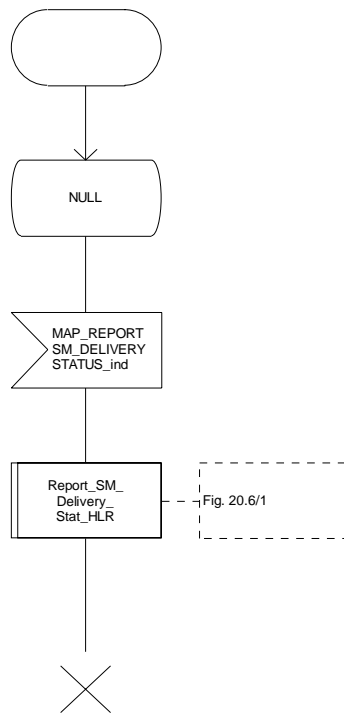 NULL
MAP_REPORT
SM_DELIVERY
STATUS_ind
Report_SM_
Delivery_
Stat_HLR
Fig. 20.6/1